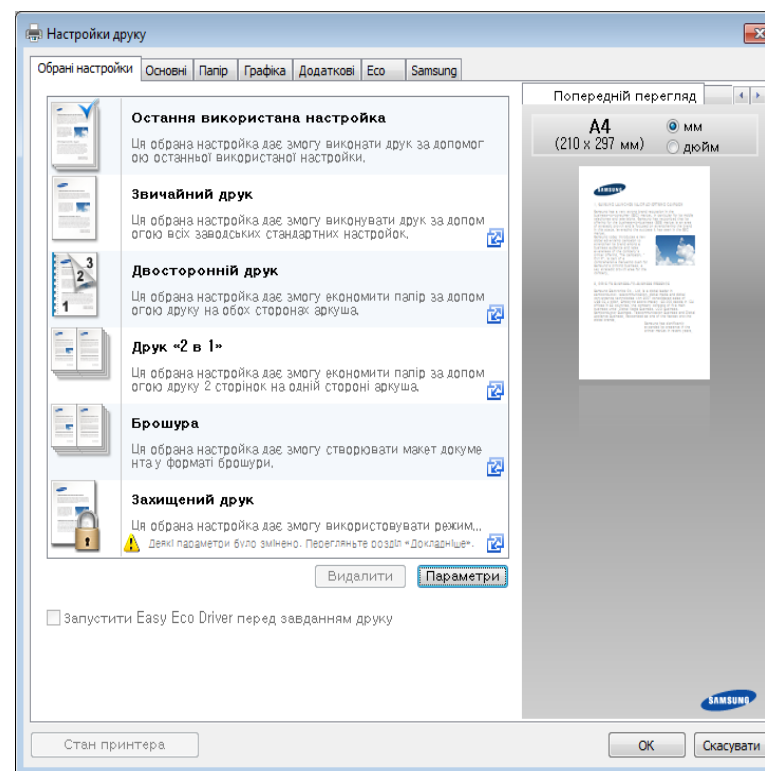 Настройки друку
Обрані настройки Основні Папір Графіка Додаткові Eco Samsung
Остання використана настройка
Ця обрана настройка дає змогу виконати друк за допомог
ою останньої використаної настройки.
Звичайний друк
Ця обрана настройка дає змогу виконувати друк за допом
огою всіх заводських стандартних настройок.
Двосторонній друк
Ця обрана настройка дає змогу економити папір за допом
огою друку на обох сторонах аркуша.
Друк «2 в 1»
Ця обрана настройка дає змогу економити папір за допом
огою друку 2 сторінок на одній стороні аркуша.
Брошура
Ця обрана настройка дає змогу створювати макет докуме
нта у форматі брошури.
Захищений друк
Ця обрана настройка дає змогу використовувати режим...
Деякі параметри було змінено. Перегляньте розділ «Докладніше».
Видалити Параметри
Запустити Easy Eco Driver перед завданням друку
Попередній перегляд
A4
(210 x 297 мм)
мм
дюйм
SAMSUNG
SAMSUNG
Стан принтера
OK Скасувати